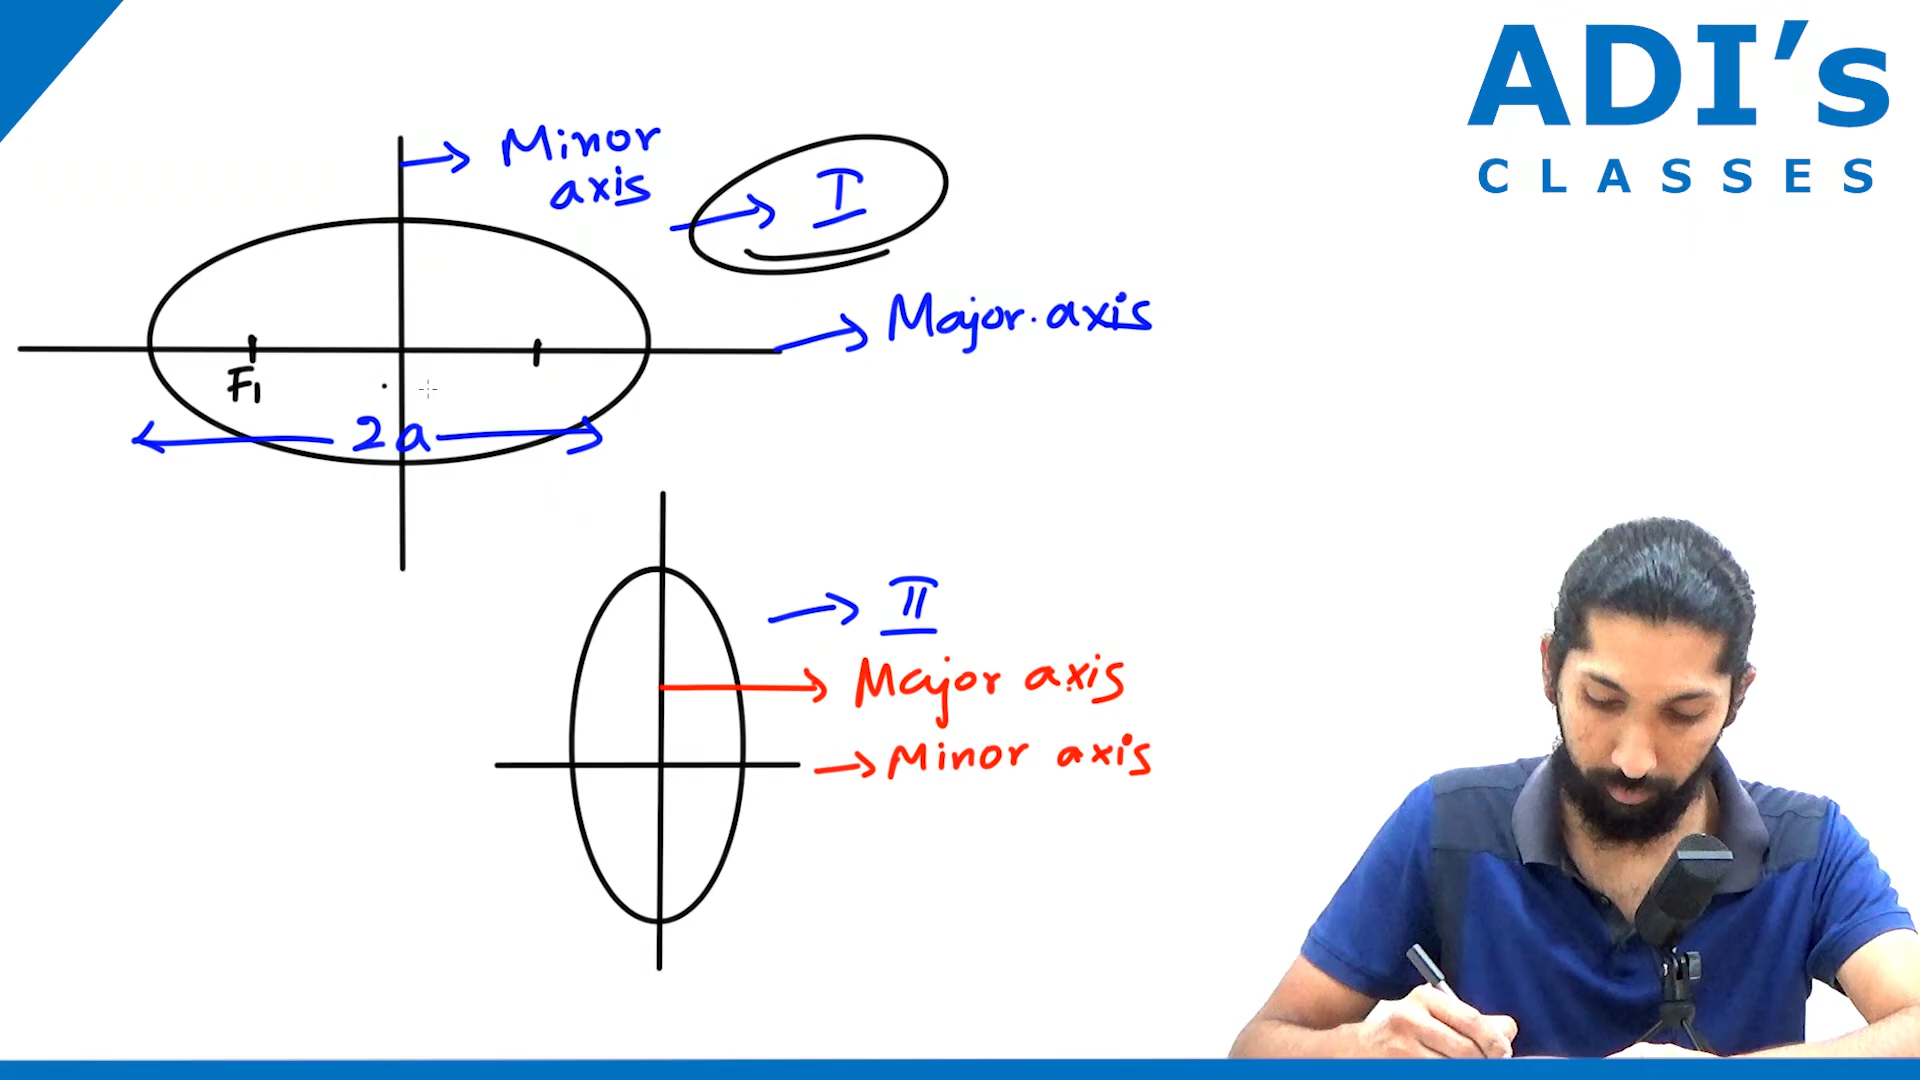 ADI's
CLASSES
Minor
axis
I
Major axis
F1
2a
II
Major axis
Minor axis